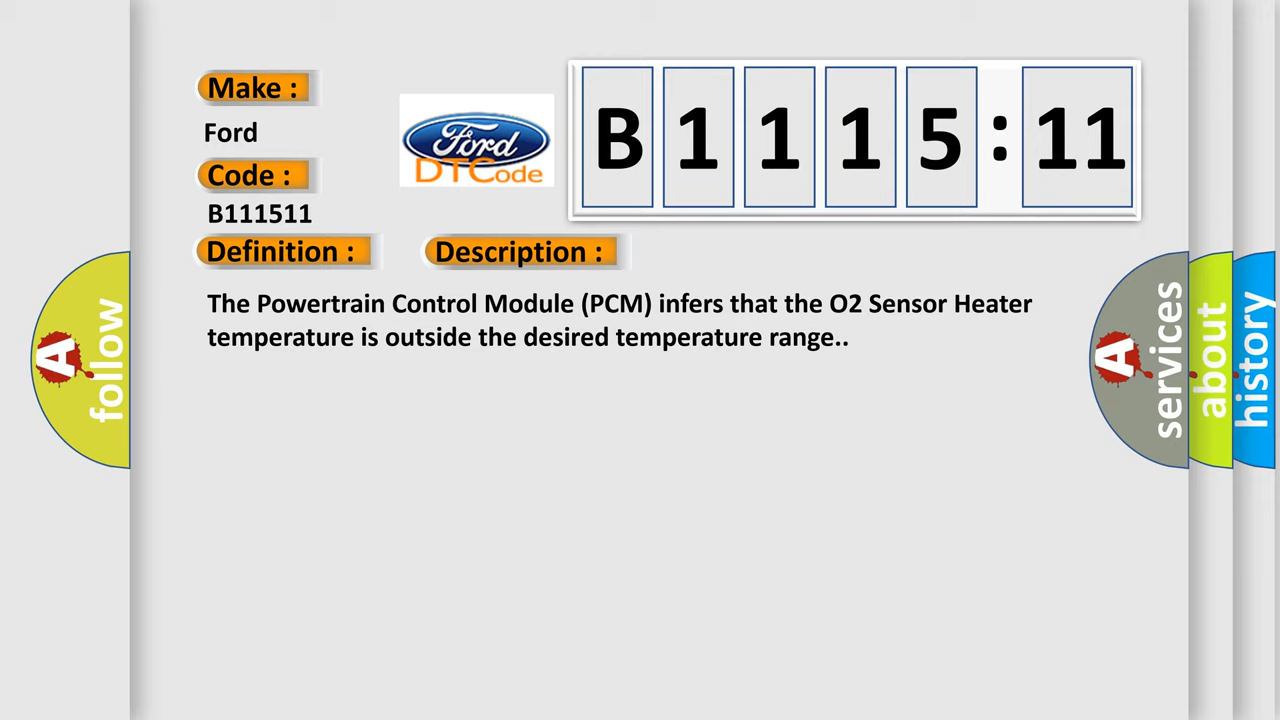 Make :
Ford
Code :
B111511
Ford
DTCode
B 1 1 1 5 : 11
Definition :
Description :
The Powertrain Control Module (PCM) infers that the O2 Sensor Heater
temperature is outside the desired temperature range..
A follow
A services
about
history